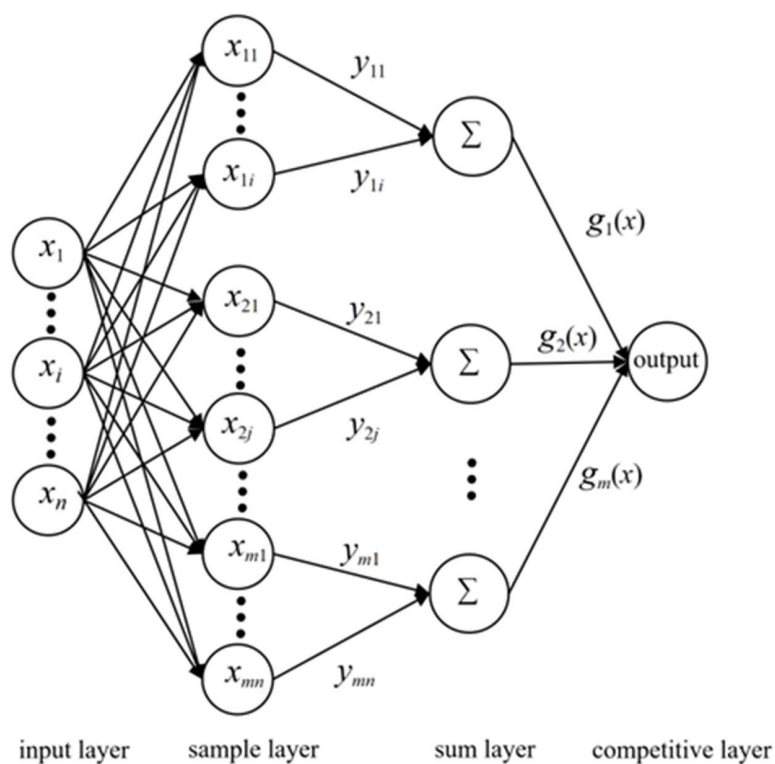 x11
y11
Σ
x1i
y1i
g1(x)
x1
x21
y21
g2(x)
xi
Σ
output
x2j
y2j
gm(x)
xn
xm1
ym1
Σ
xmn
ymn
input layer
sample layer
sum layer
competitive layer